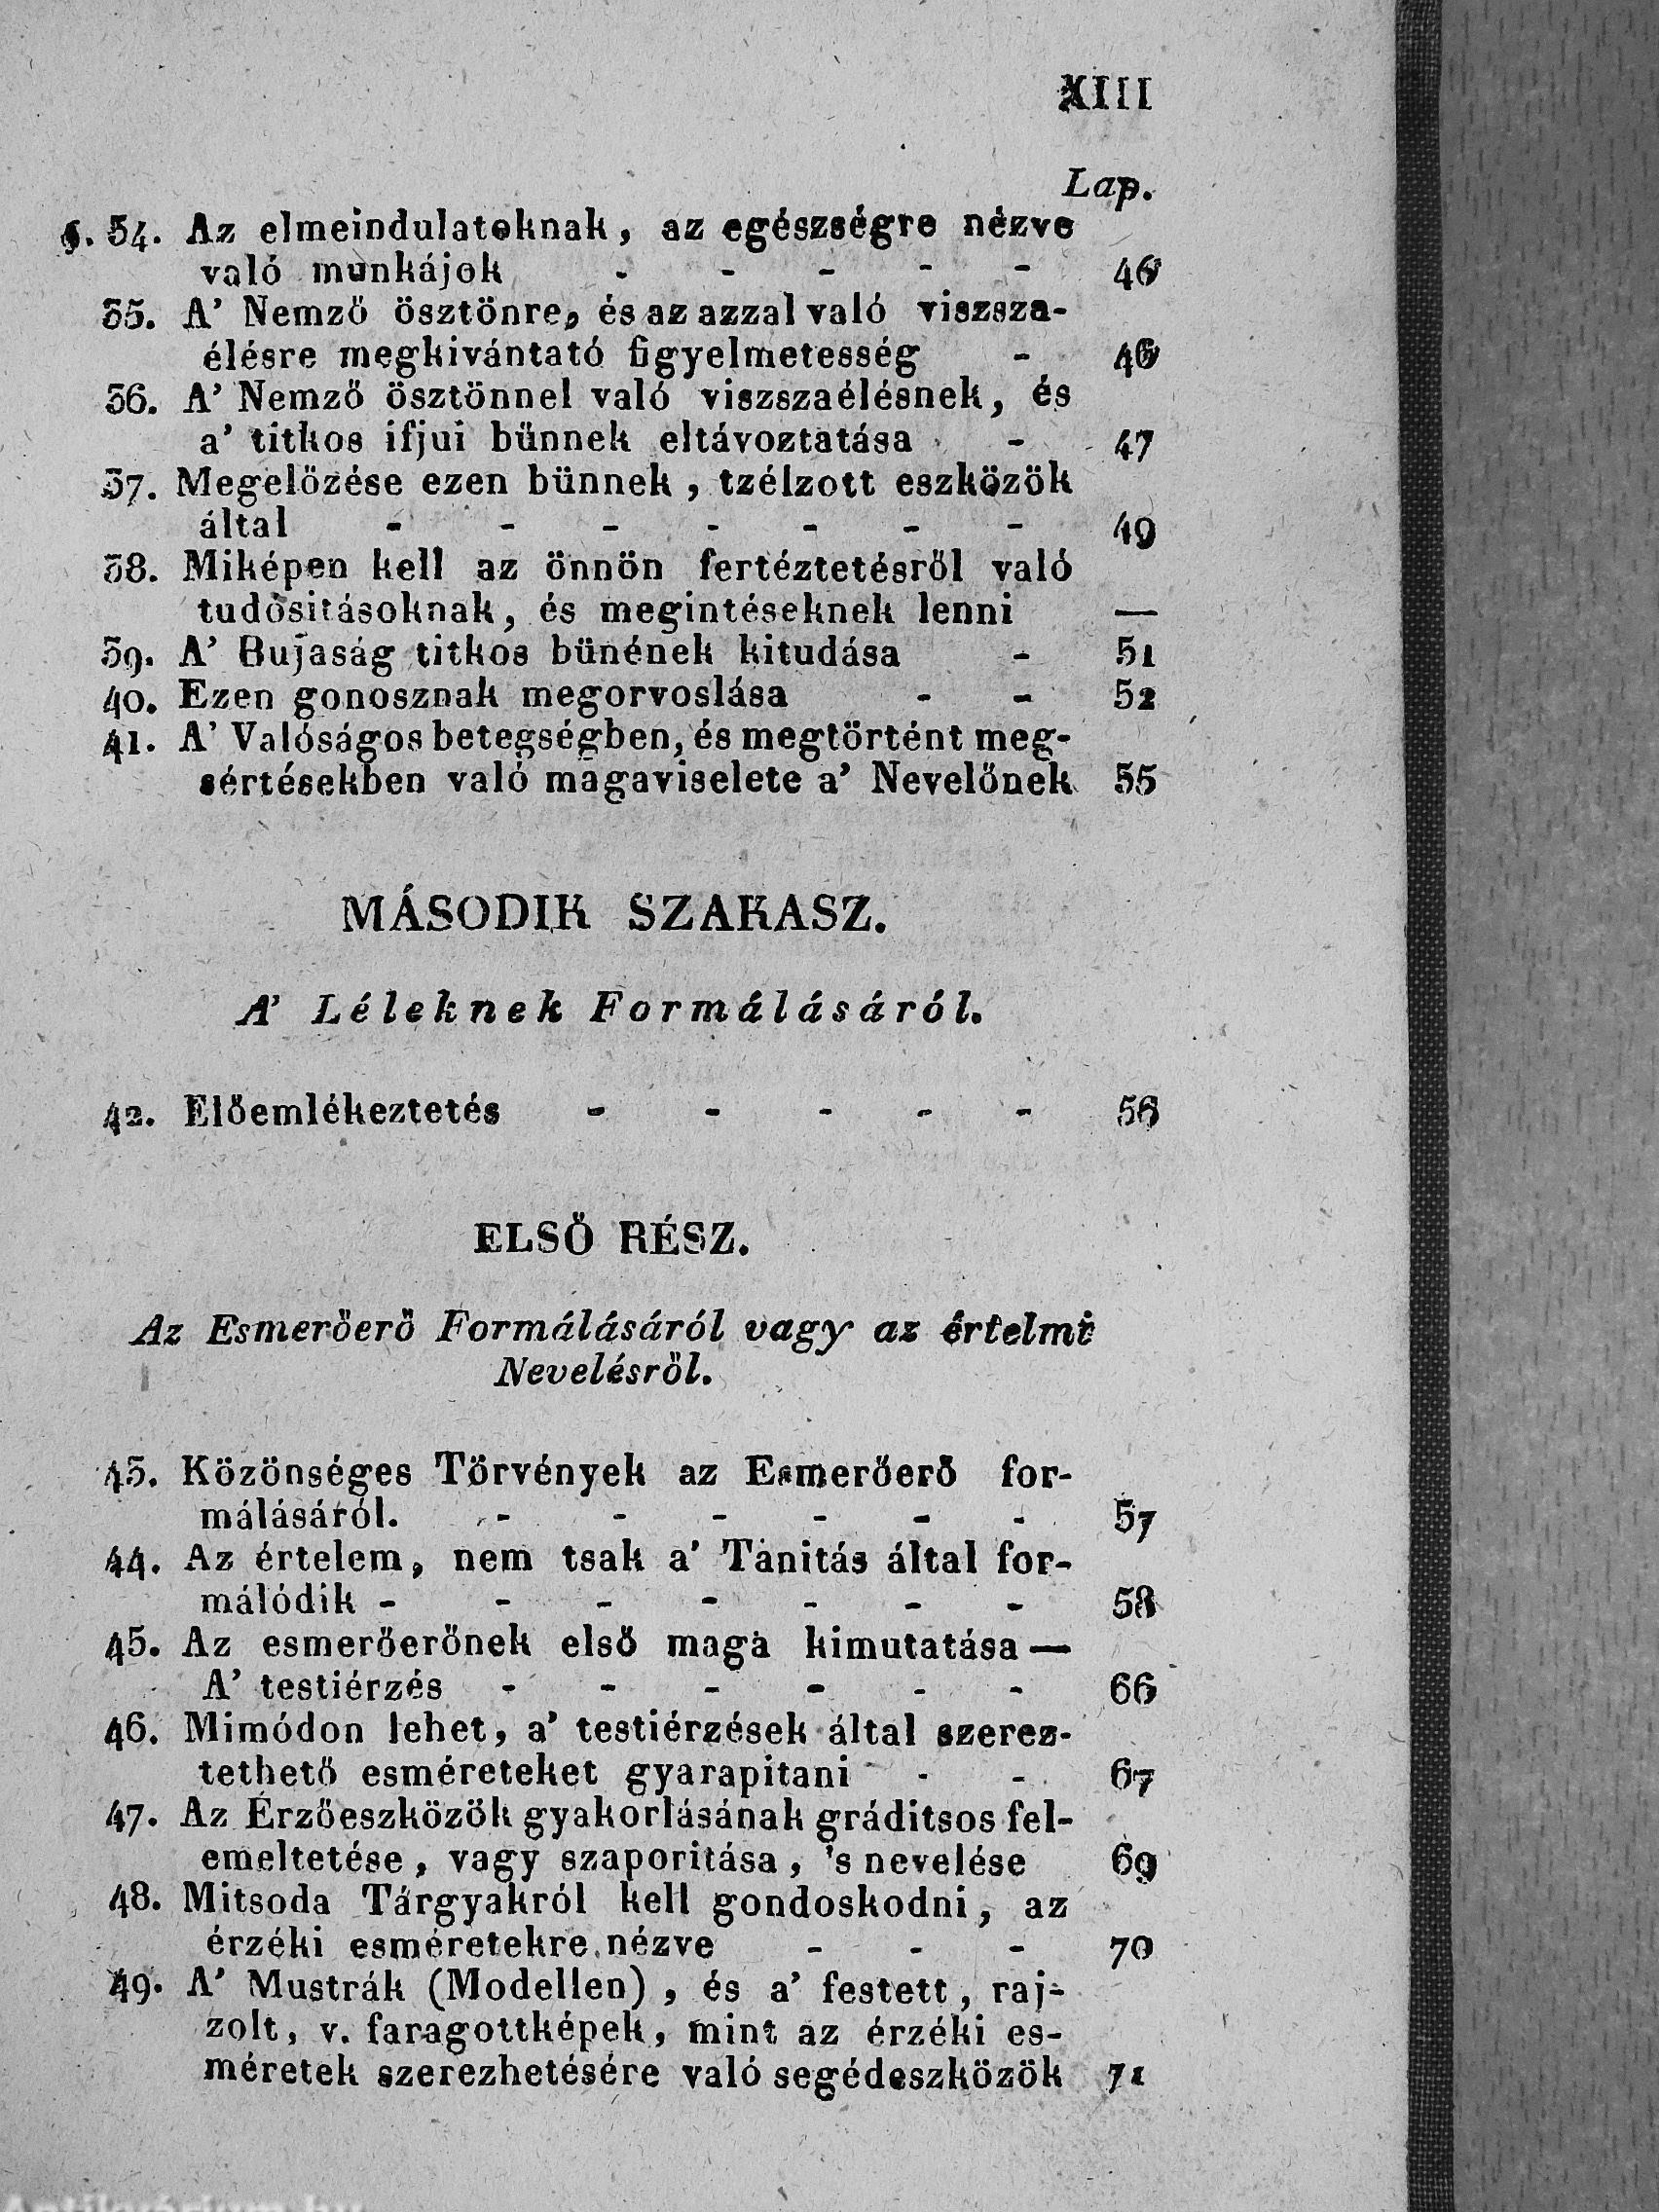 XIII
Lap.
§. 34. Az elmeindulatoknak, az egészségre nézve
való munkájok - - - - - 46
35. A' Nemző ösztönre, és az azzal való viszsza-
élésre megkivántató figyelmetesség - 46
36. A' Nemző ösztönnel való viszszaélésnek, és
a' titkos ifjui bünnek eltávoztatása - 47
37. Megelőzése ezen bünnek, tzélzott eszközök
által - - - - - - - 49
38. Miképen kell az önnön fertéztetésről való
tudósitásoknak, és megintéseknek lenni —
39. A' Bujaság titkos bünének kitudása - 51
40. Ezen gonosznak megorvoslása - - 52
41. A' Valóságos betegségben, és megtörtént meg-
sértésekben való magaviselete a' Nevelőnek 55
MÁSODIK SZAKASZ.
A' Léleknek Formálásáról.
42. Előemlékeztetés - - - - - 56
ELSŐ RÉSZ.
Az Esmerőerő Formálásáról vagy az értelmi
Nevelésről.
43. Közönséges Törvények az Esmerőerő for-
málásáról. - - - - - - 57
44. Az értelem, nem tsak a' Tanitás által for-
málódik - - - - - - - 58
45. Az esmerőerőnek első maga kimutatása —
A' testiérzés - - - - - - 66
46. Mimódon lehet, a' testiérzések által szerez-
tethető esméreteket gyarapitani - - 67
47. Az Érzőeszközök gyakorlásának gráditsos fel-
emeltetése, vagy szaporitása, 's nevelése 69
48. Mitsoda Tárgyakról kell gondoskodni, az
érzéki esméretekre nézve - - - 70
49. A' Mustrák (Modellen), és a' festett, raj-
zolt, v. faragottképek, mint az érzéki es-
méretek szerezhetésére való segédeszközök 71